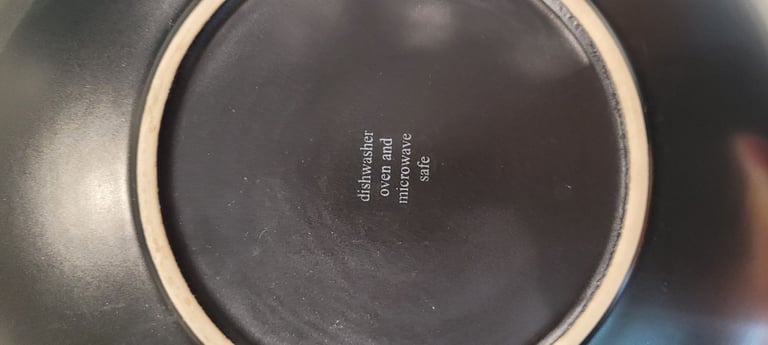 dishwasher
oven and
microwave
safe